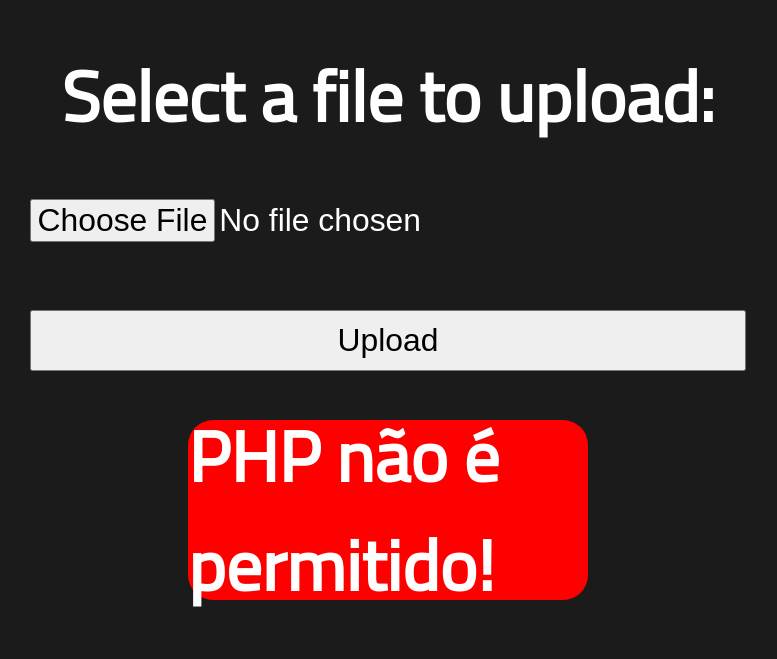 Select a file to upload:
Choose File No file chosen
Upload
PHP não é
permitido!